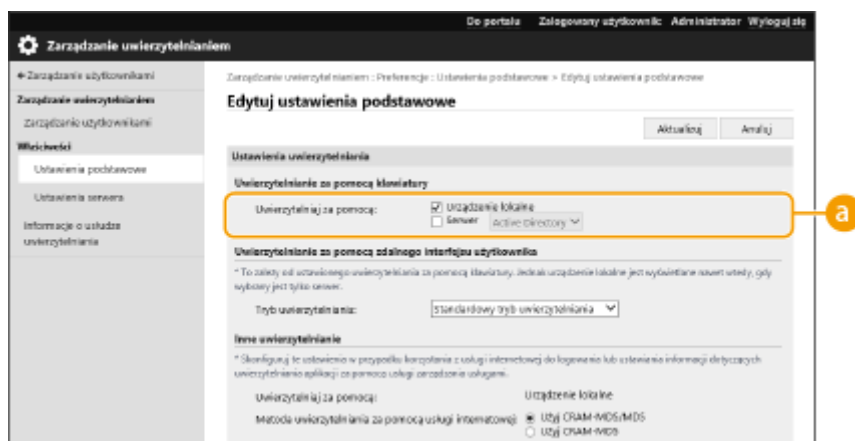 Do portalu Zalogowany użytkownik: Administrator Wyloguj się
Zarządzanie uwierzytelnianiem
Zarządzanie użytkownikami
Zarządzanie uwierzytelnianiem : Preferencje : Ustawienia podstawowe > Edytuj ustawienia podstawowe
Zarządzanie uwierzytelnianiem
Edytuj ustawienia podstawowe
Zarządzanie użytkownikami
Aktualizuj Anuluj
Właściwości
Ustawienia podstawowe
Ustawienia uwierzytelniania
Ustawienia serwera
Uwierzytelnianie za pomocą klawiatury
Informacje o usłudze
uwierzytelniania
Uwierzytelniaj za pomocą: Urządzenie lokalne
Serwer Active Directory
a
Uwierzytelnianie za pomocą zdalnego interfejsu użytkownika
* To zależy od ustawionego uwierzytelniania za pomocą klawiatury. Jednak urządzenie lokalne jest wyświetlane nawet wtedy, gdy
wybrany jest tylko serwer.
Tryb uwierzytelniania: Standardowy tryb uwierzytelniania
Inne uwierzytelnianie
* Skonfiguruj te ustawienia w przypadku korzystania z usługi internetowej do logowania lub ustawiania informacji dotyczących
uwierzytelniania aplikacji za pomocą usługi zarządzania usługami.
Uwierzytelniaj za pomocą: Urządzenie lokalne
Metoda uwierzytelniania za pomocą usługi internetowej: Użyj CRAM-MD5/MD5
Użyj CRAM-MD5